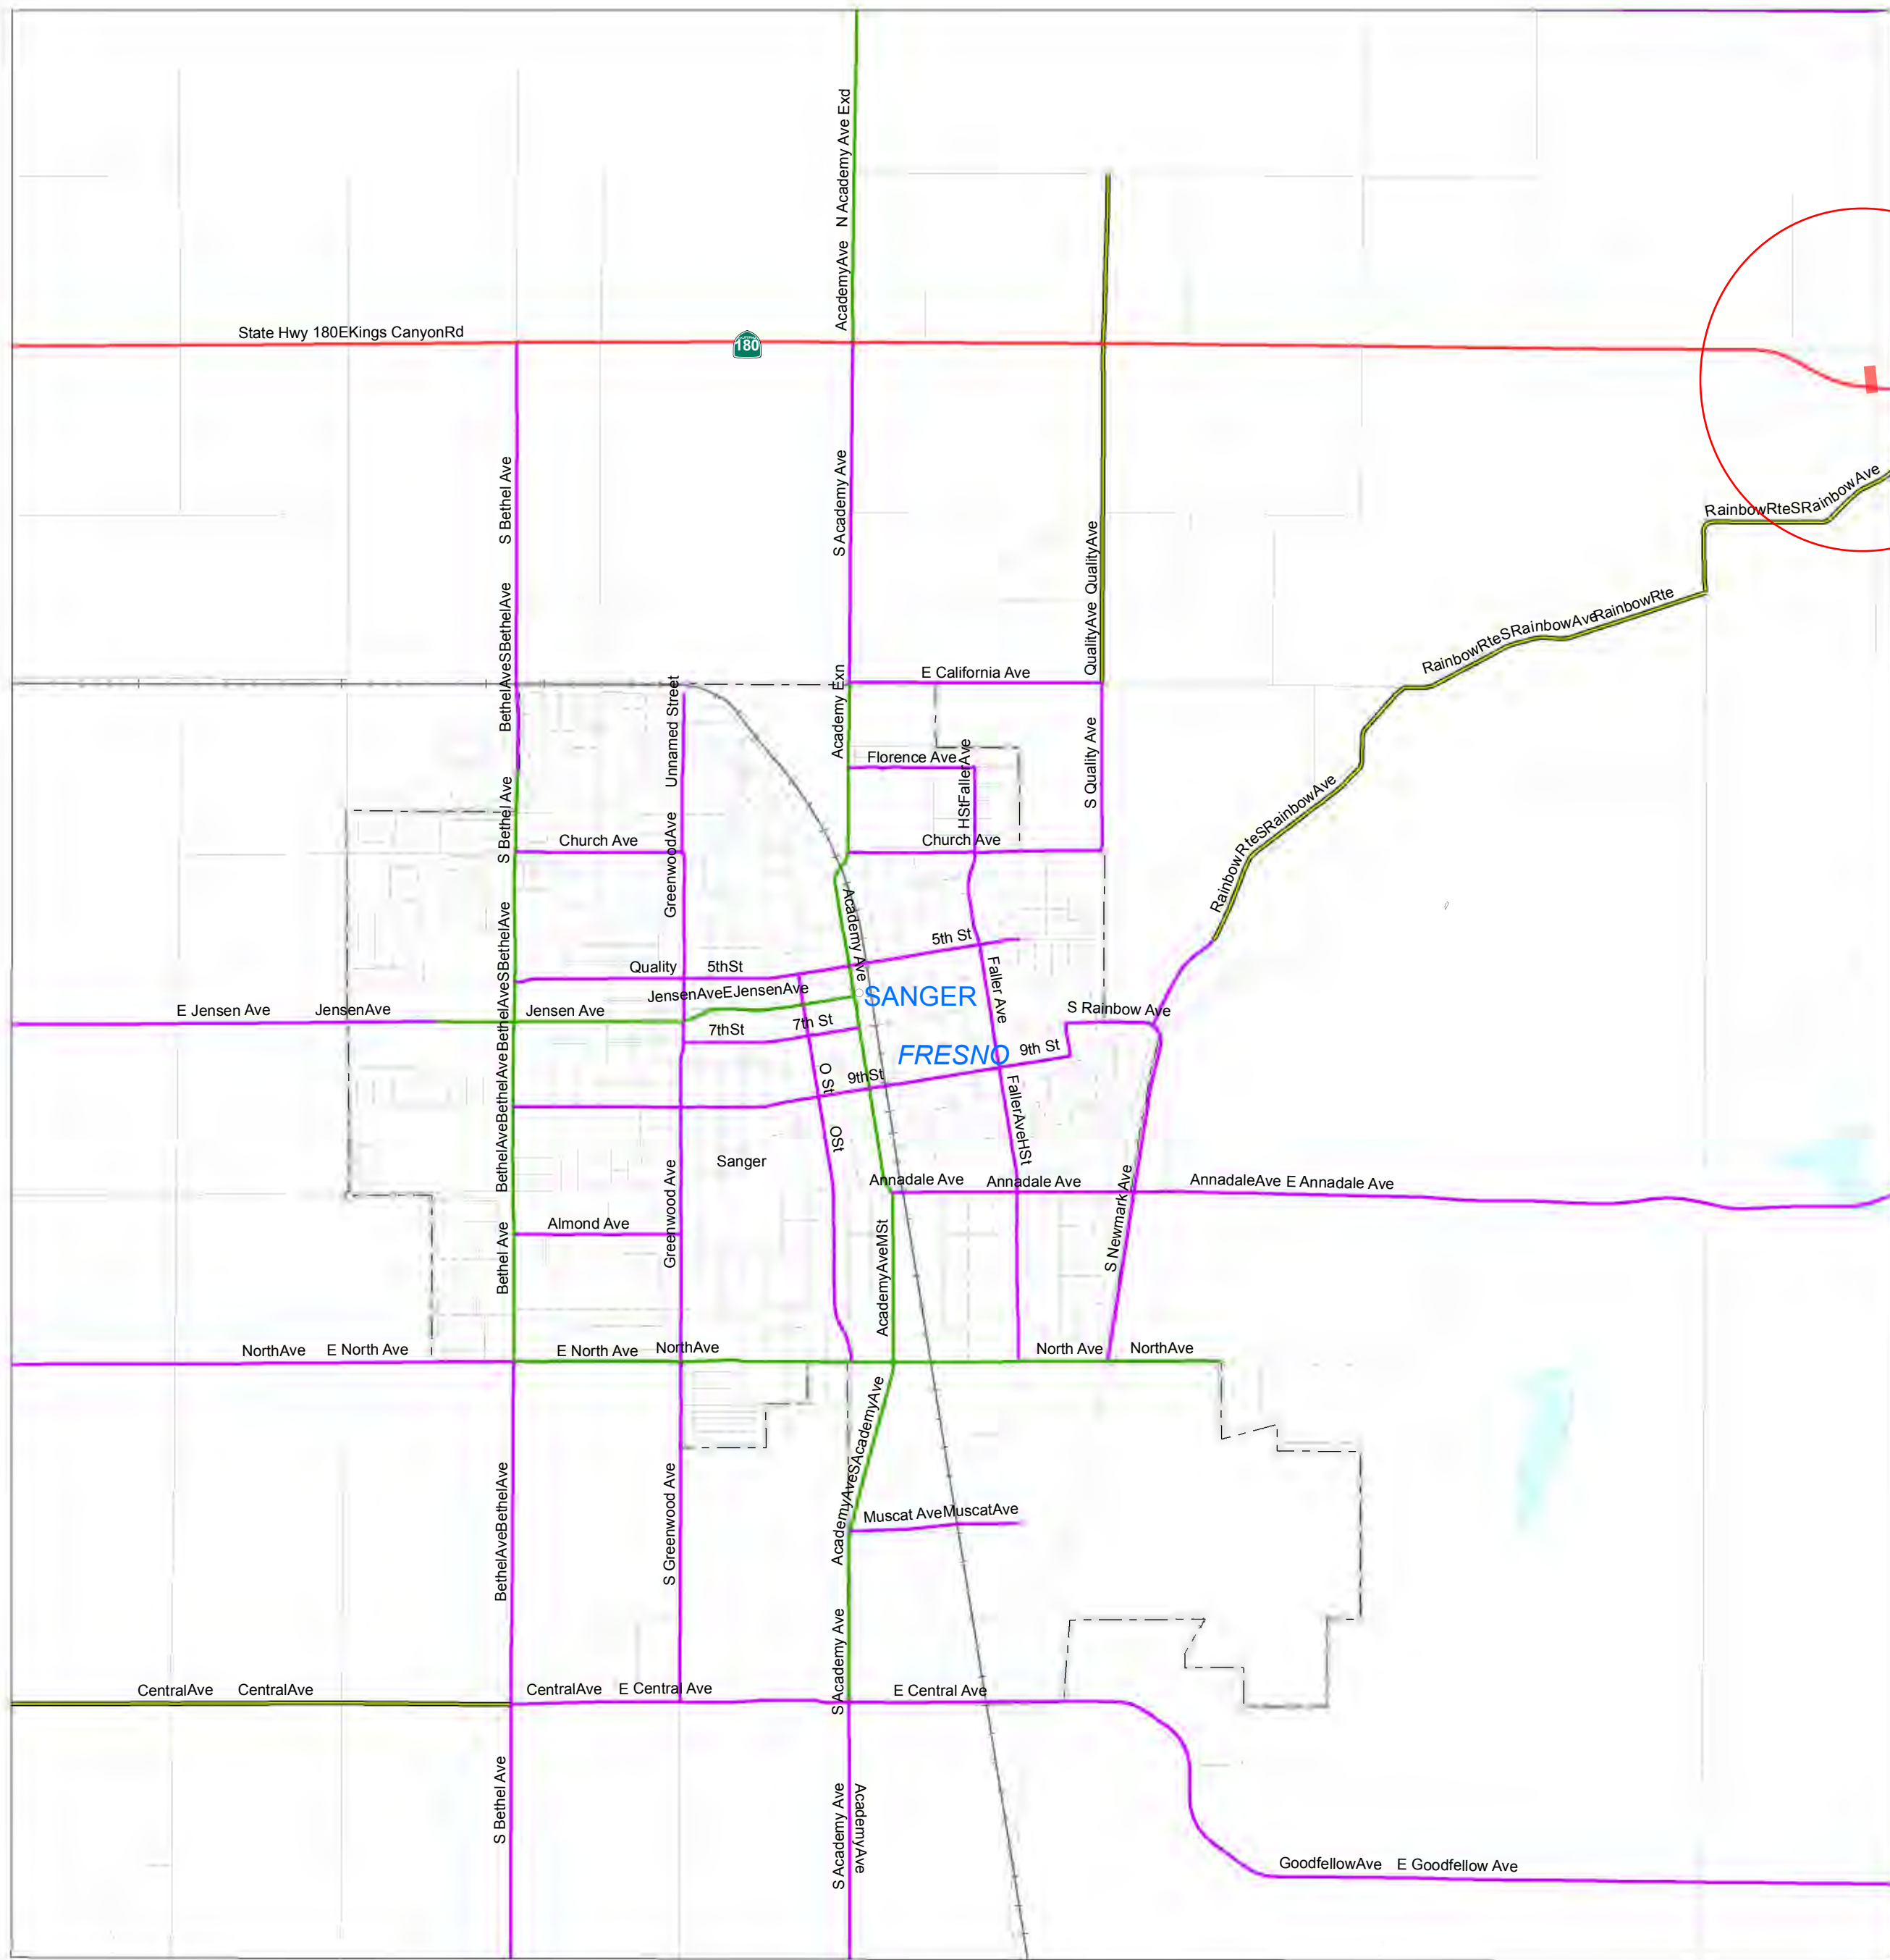 N Academy Ave Exd
AcademyAve
State Hwy 180EKings CanyonRd
180
S Bethel Ave
S Academy Ave
QualityAve
RainbowRteSRainbowAve
BethelAveSBethelAve
QualityAve
RainbowRteSRainbowAve
RainbowRte
E California Ave
Unnamed Street
Academy Exn
Florence Ave
HStFallerAve
S Quality Ave
S Bethel Ave
Church Ave
GreenwoodAve
Church Ave
RainbowRteSRainbowAve
Academy Ave
5th St
Quality
5thSt
Faller Ave
BethelAveSBethelAve
JensenAveEJensenAve
SANGER
E Jensen Ave
JensenAve
Jensen Ave
S Rainbow Ave
7thSt
7th St
FRESNO
9th St
O St
9thSt
BethelAveBethelAve
OSt
FallerAveHSt
Sanger
Annadale Ave
Annadale Ave
AnnadaleAve
E Annadale Ave
S NewmarkAve
Greenwood Ave
Almond Ave
Bethel Ave
AcademyAveMSt
NorthAve
E North Ave
E North Ave
NorthAve
North Ave
NorthAve
AcademyAveSAcademyAve
BethelAveBethelAve
S Greenwood Ave
Muscat Ave
MuscatAve
S Academy Ave
CentralAve
CentralAve
CentralAve
E Central Ave
E Central Ave
S Bethel Ave
S Academy Ave
AcademyAve
GoodfellowAve
E Goodfellow Ave